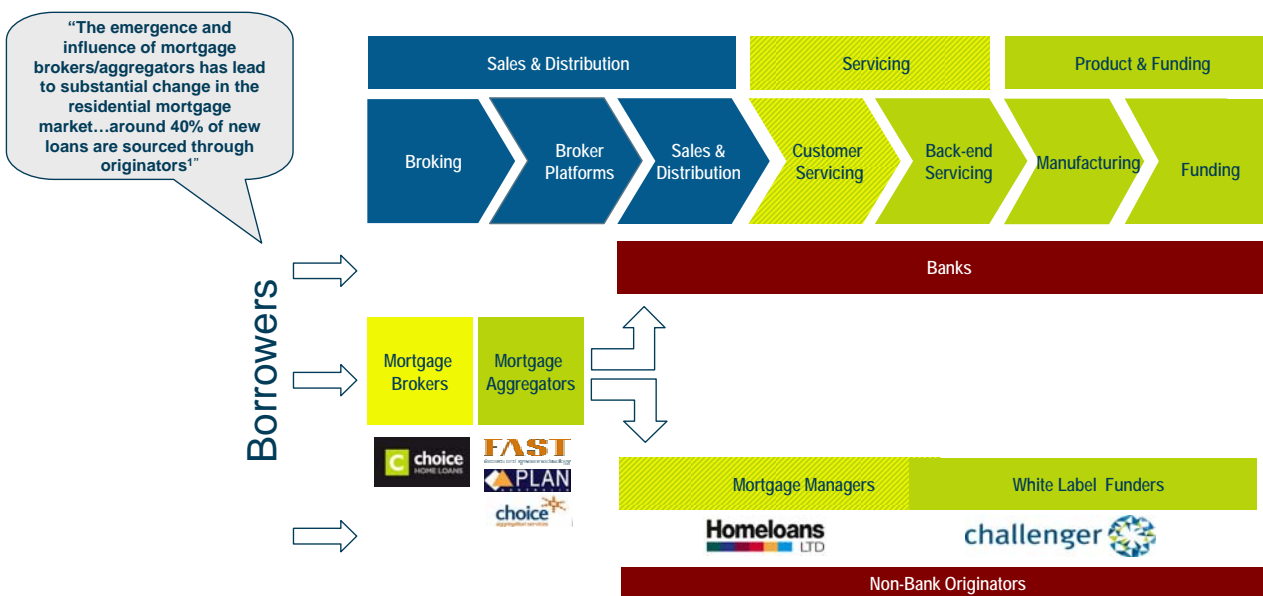 “The emergence and
influence of mortgage
brokers/aggregators has lead
to substantial change in the
residential mortgage
market…around 40% of new
loans are sourced through
originators¹”
Sales & Distribution
Servicing
Product & Funding
Broking
Broker
Platforms
Sales &
Distribution
Customer
Servicing
Back-end
Servicing
Manufacturing
Funding
Banks
Borrowers
Mortgage
Brokers
Mortgage
Aggregators
C choice
HOME LOANS
FAST
PLAN
AUSTRALIA
choice
aggregation services
Mortgage Managers
White Label Funders
Homeloans
LTD
challenger
Non-Bank Originators